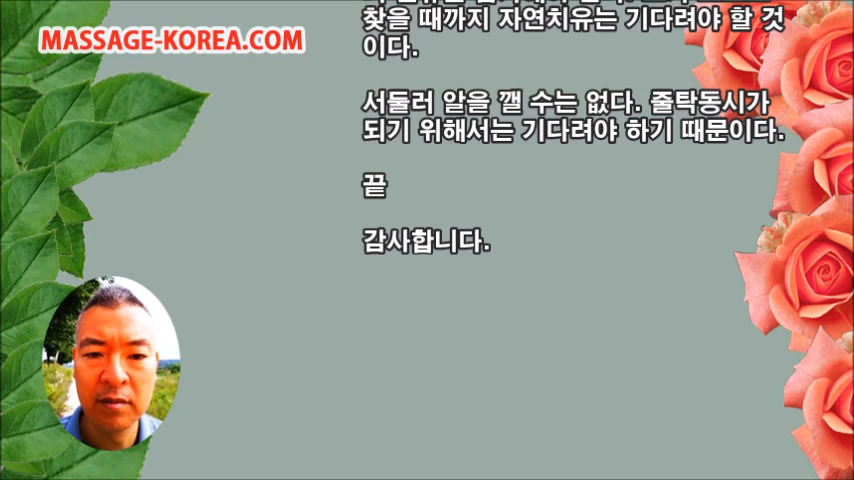 MASSAGE-KOREA.COM
찾을 때까지 자연치유는 기다려야 할 것
이다.
서둘러 알을 깰 수는 없다. 줄탁동시가
되기 위해서는 기다려야 하기 때문이다.
끝
감사합니다.